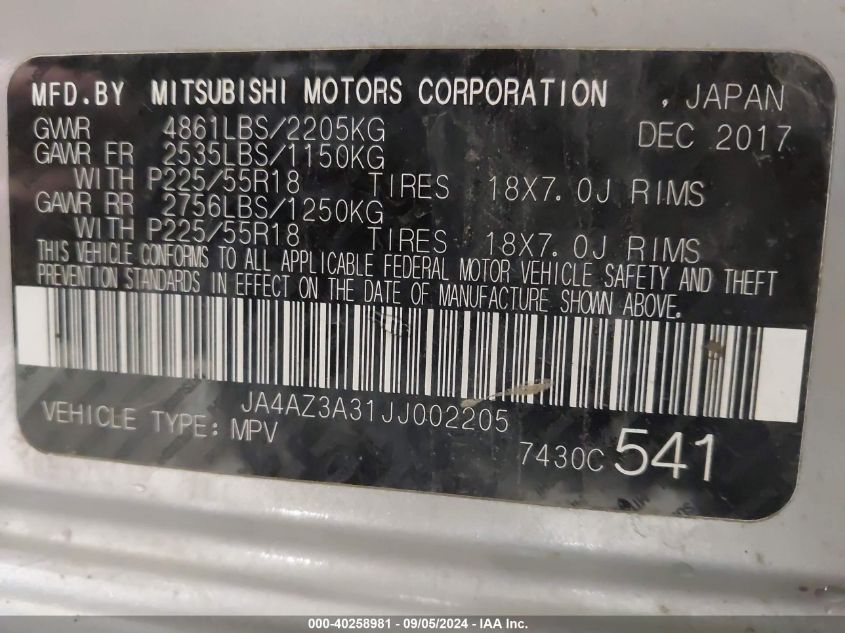 MFD.BY MITSUBISHI MOTORS CORPORATION , JAPAN
GVWR 4861LBS/2205KG DEC 2017
GAWR FR 2535LBS/1150KG
WITH P225/55R18 TIRES 18X7.0J RIMS
GAWR RR 2756LBS/1250KG
WITH P225/55R18 TIRES 18X7.0J RIMS
THIS VEHICLE CONFORMS TO ALL APPLICABLE FEDERAL MOTOR VEHICLE SAFETY AND THEFT
PREVENTION STANDARDS IN EFFECT ON THE DATE OF MANUFACTURE SHOWN ABOVE.
JA4AZ3A31JJ002205
VEHICLE TYPE: MPV
7430C 541
000-40258981 - 09/05/2024 - IAA Inc.